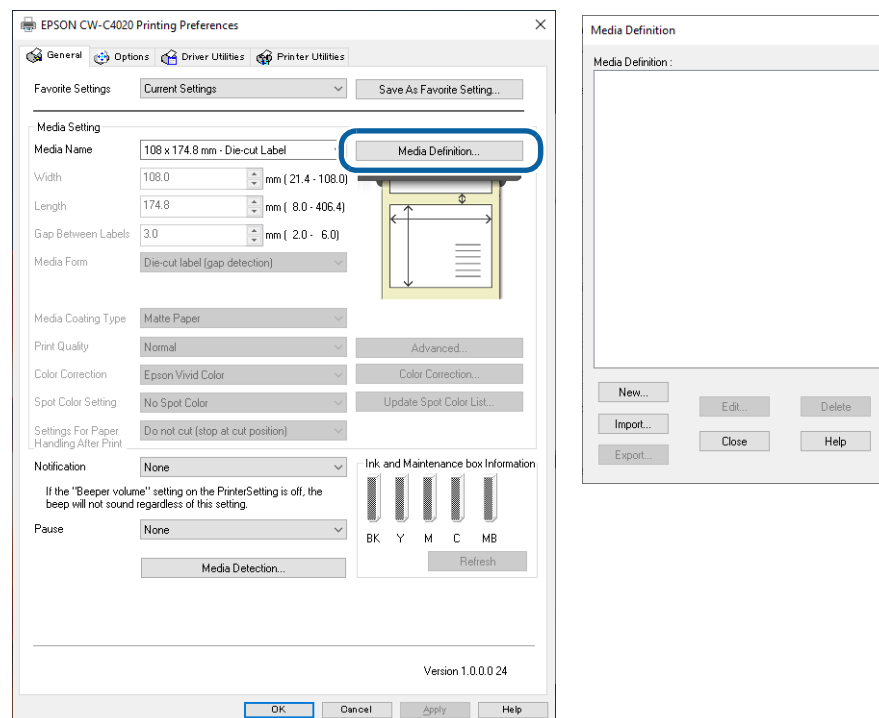 EPSON CW-C4020 Printing Preferences
General Options Driver Utilities Printer Utilities
Favorite Settings Current Settings Save As Favorite Setting...
Media Setting
Media Name 108 x 174.8 mm - Die-cut Label Media Definition...
Width 108.0 mm ( 21.4 - 108.0)
Length 174.8 mm ( 8.0 - 406.4)
Gap Between Labels 3.0 mm ( 2.0 - 6.0)
Media Form Die-cut label (gap detection)
Media Coating Type Matte Paper
Print Quality Normal Advanced...
Color Correction Epson Vivid Color Color Correction...
Spot Color Setting No Spot Color Update Spot Color List...
Settings For Paper Do not cut (stop at cut position)
Handling After Print
Notification None Ink and Maintenance box Information
If the "Beeper volume" setting on the PrinterSetting is off, the
beep will not sound regardless of this setting.
Pause None
BK Y M C MB
Refresh
Media Detection...
Version 1.0.0.0 24
OK Cancel Apply Help
Media Definition
Media Definition :
New...
Edit... Delete
Import...
Close Help
Export...